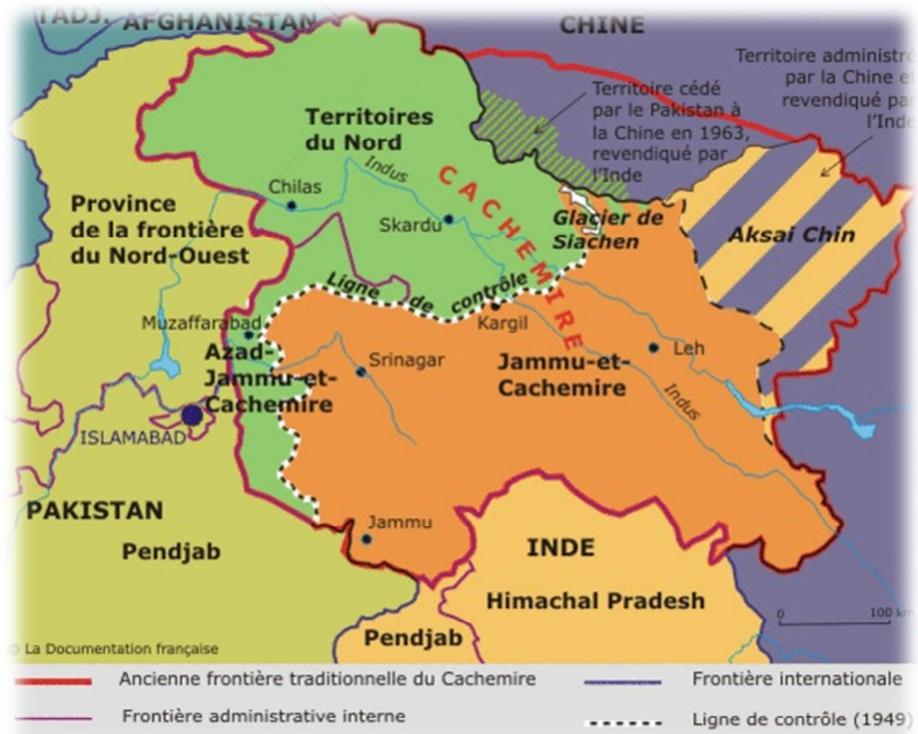 TADJ.
AFGHANISTAN
CHINE
Territoire administré
par la Chine et
revendiqué par
l'Inde
Territoire cédé
par le Pakistan à
la Chine en 1963,
revendiqué par
l'Inde
Territoires
du Nord
Indus
CACHEMIRE
Chilas
Skardu
Province
de la frontière
du Nord-Ouest
Glacier de
Siachen
Aksai Chin
Ligne de contrôle
Kargil
Muzaffarabad
Azad-
Jammu-et-
Cachemire
Srinagar
Jammu-et-
Cachemire
Leh
Indus
ISLAMABAD
PAKISTAN
Pendjab
Jammu
INDE
Himachal Pradesh
Pendjab
0 100 km
© La Documentation française
Ancienne frontière traditionnelle du Cachemire
Frontière internationale
Frontière administrative interne
Ligne de contrôle (1949)